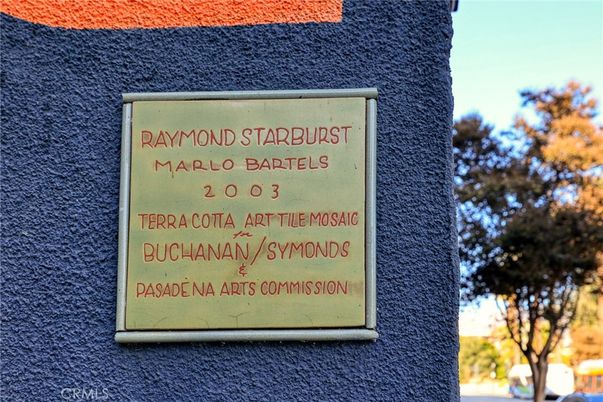 RAYMOND STARBURST
MARLO BARTELS
2003
TERRA COTTA ART TILE MOSAIC
for
BUCHANAN/SYMONDS
&
PASADENA ARTS COMMISSION
CRMLS